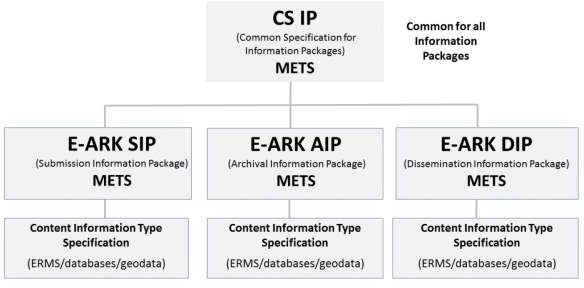 CS IP
(Common Specification for
Information Packages)
METS
Common for all
Information
Packages
E-ARK SIP
(Submission Information Package)
METS
E-ARK AIP
(Archival Information Package)
METS
E-ARK DIP
(Dissemination Information Package)
METS
Content Information Type
Specification
(ERMS/databases/geodata)
Content Information Type
Specification
(ERMS/databases/geodata)
Content Information Type
Specification
(ERMS/databases/geodata)